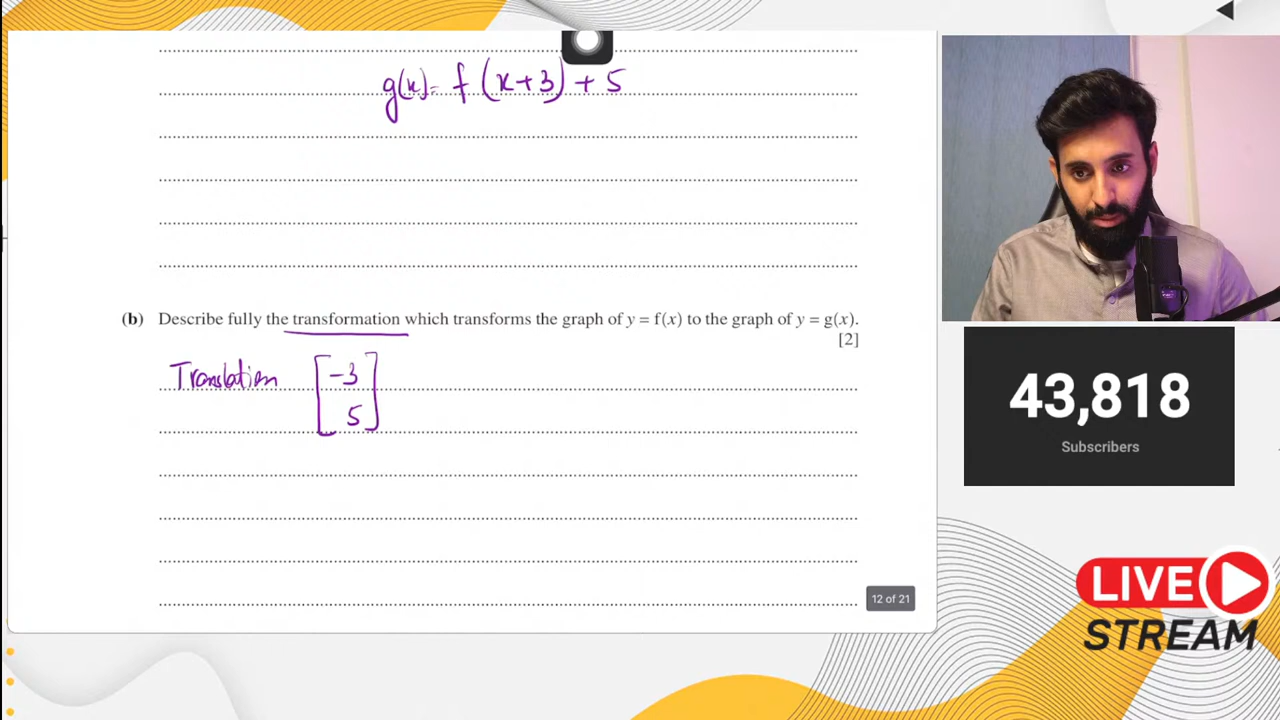 g(x) = f(x+3) + 5
(b) Describe fully the transformation which transforms the graph of y = f(x) to the graph of y = g(x).
[2]
Translation [-3
5]
12 of 21
43,818
Subscribers
LIVE
STREAM